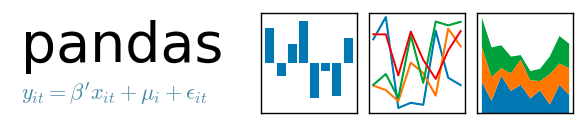 pandas
y_{it} = β'x_{it} + μ_i + ϵ_{it}